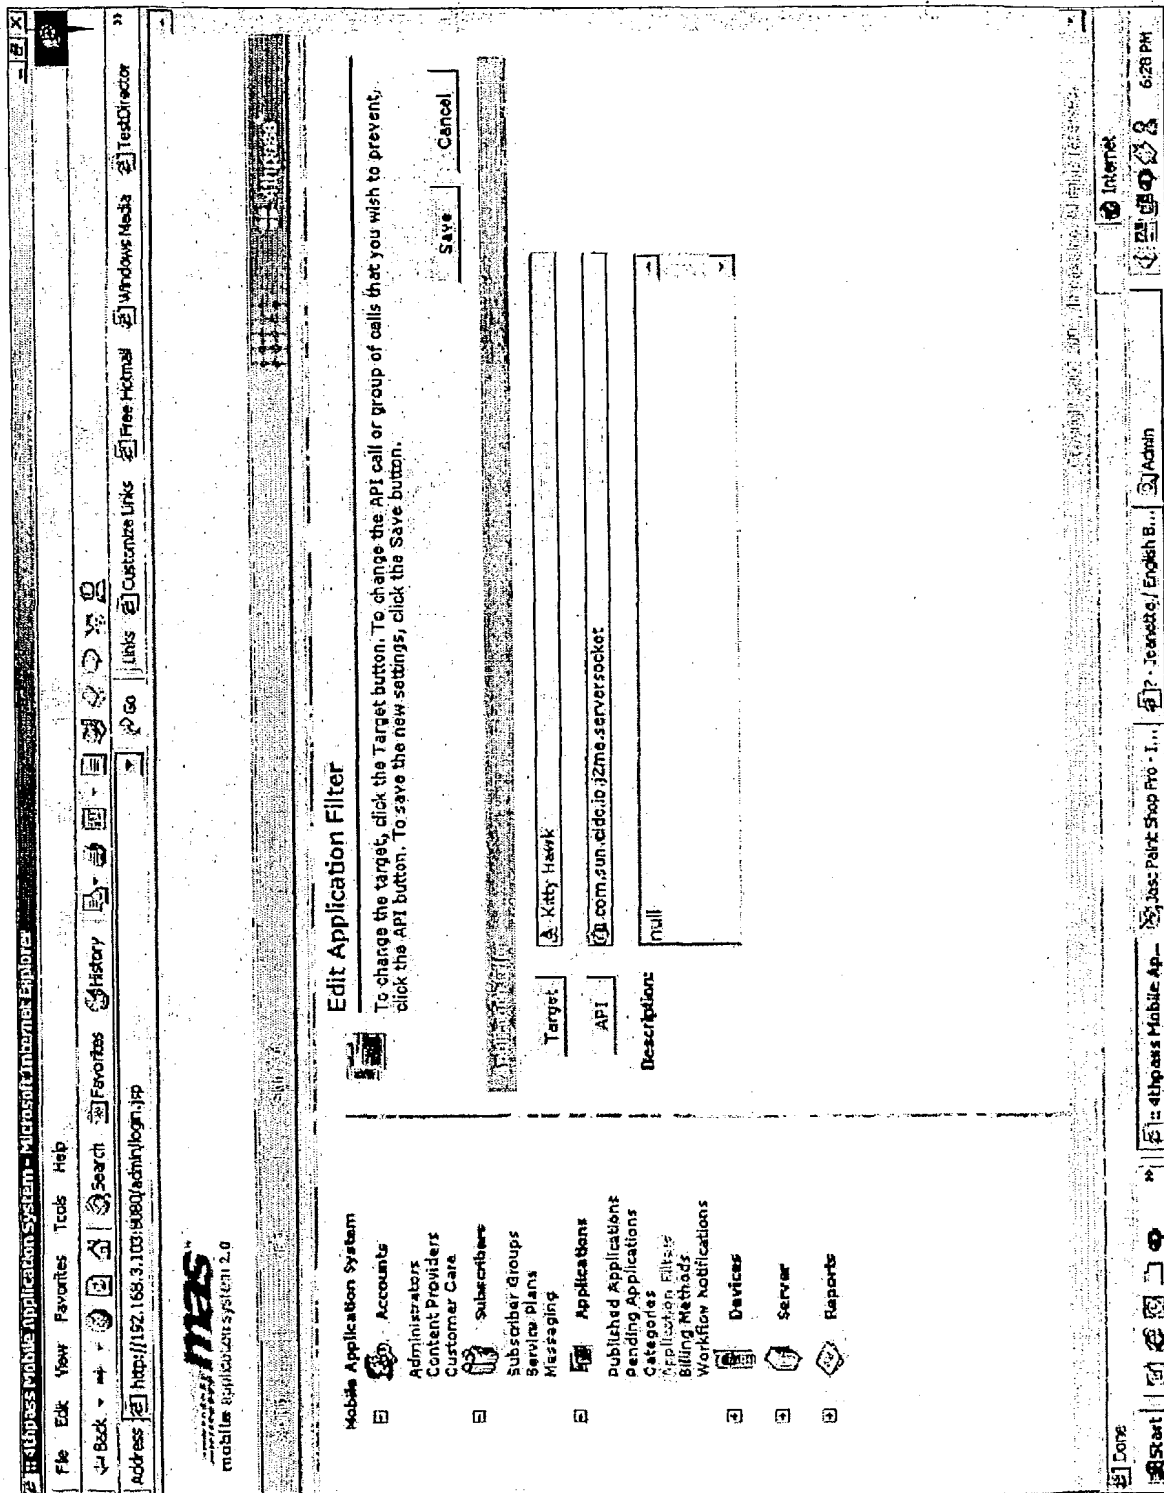 :: 4thpass Mobile Application System - Microsoft Internet Explorer
File Edit View Favorites Tools Help
Back Search Favorites History
Address http://192.168.3.103:8080/admin/login.jsp Go Links Customize Links Free Hotmail Windows Media TestDirector
mas
mobile application system 2.0
Mobile Application System
Accounts
Administrators
Content Providers
Customer Care
Subscribers
Subscriber Groups
Service Plans
Messaging
Applications
Published Applications
Pending Applications
Categories
Application Filters
Billing Methods
Workflow Notifications
Devices
Server
Reports
Edit Application Filter
To change the target, click the Target button. To change the API call or group of calls that you wish to prevent,
click the API button. To save the new settings, click the Save button.
Save Cancel
Target Kitty Hawk
API com.sun.cldc.io.j2me.serversocket
Description: null
Done Internet
Start :: 4thpass Mobile Ap... Jasc Paint Shop Pro - I... ? - Jeanette / English B... Admin 6:28 PM